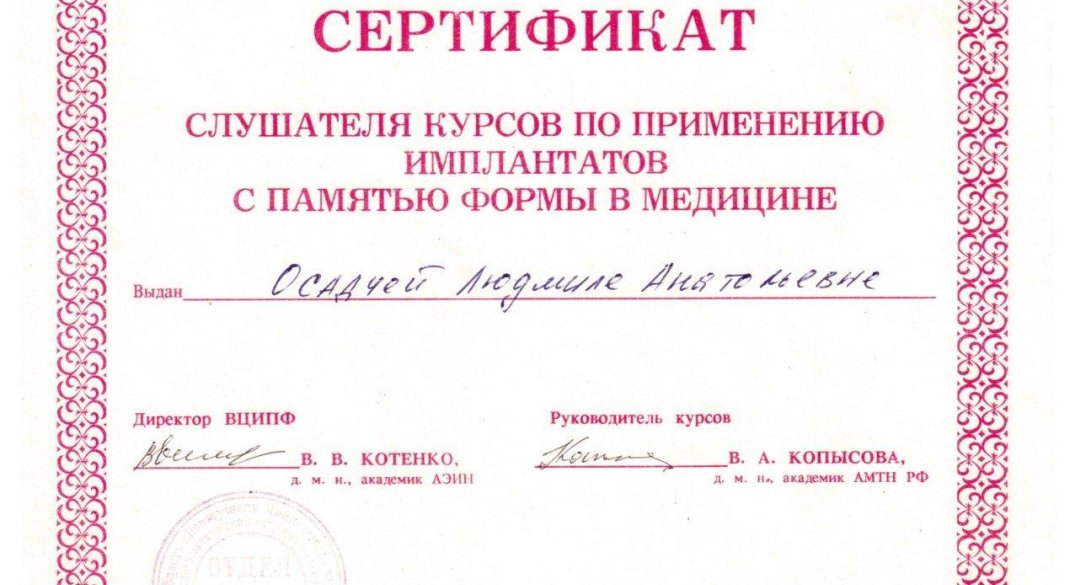 СЕРТИФИКАТ
СЛУШАТЕЛЯ КУРСОВ ПО ПРИМЕНЕНИЮ
ИМПЛАНТАТОВ
С ПАМЯТЬЮ ФОРМЫ В МЕДИЦИНЕ
Выдан Осадчей Людмиле Анатольевне
Директор ВЦИПФ
Руководитель курсов
В. В. КОТЕНКО,
В. А. КОПЫСОВА,
д. м. н., академик АЭИН
д. м. н., академик АМТН РФ
ОТДЕЛ